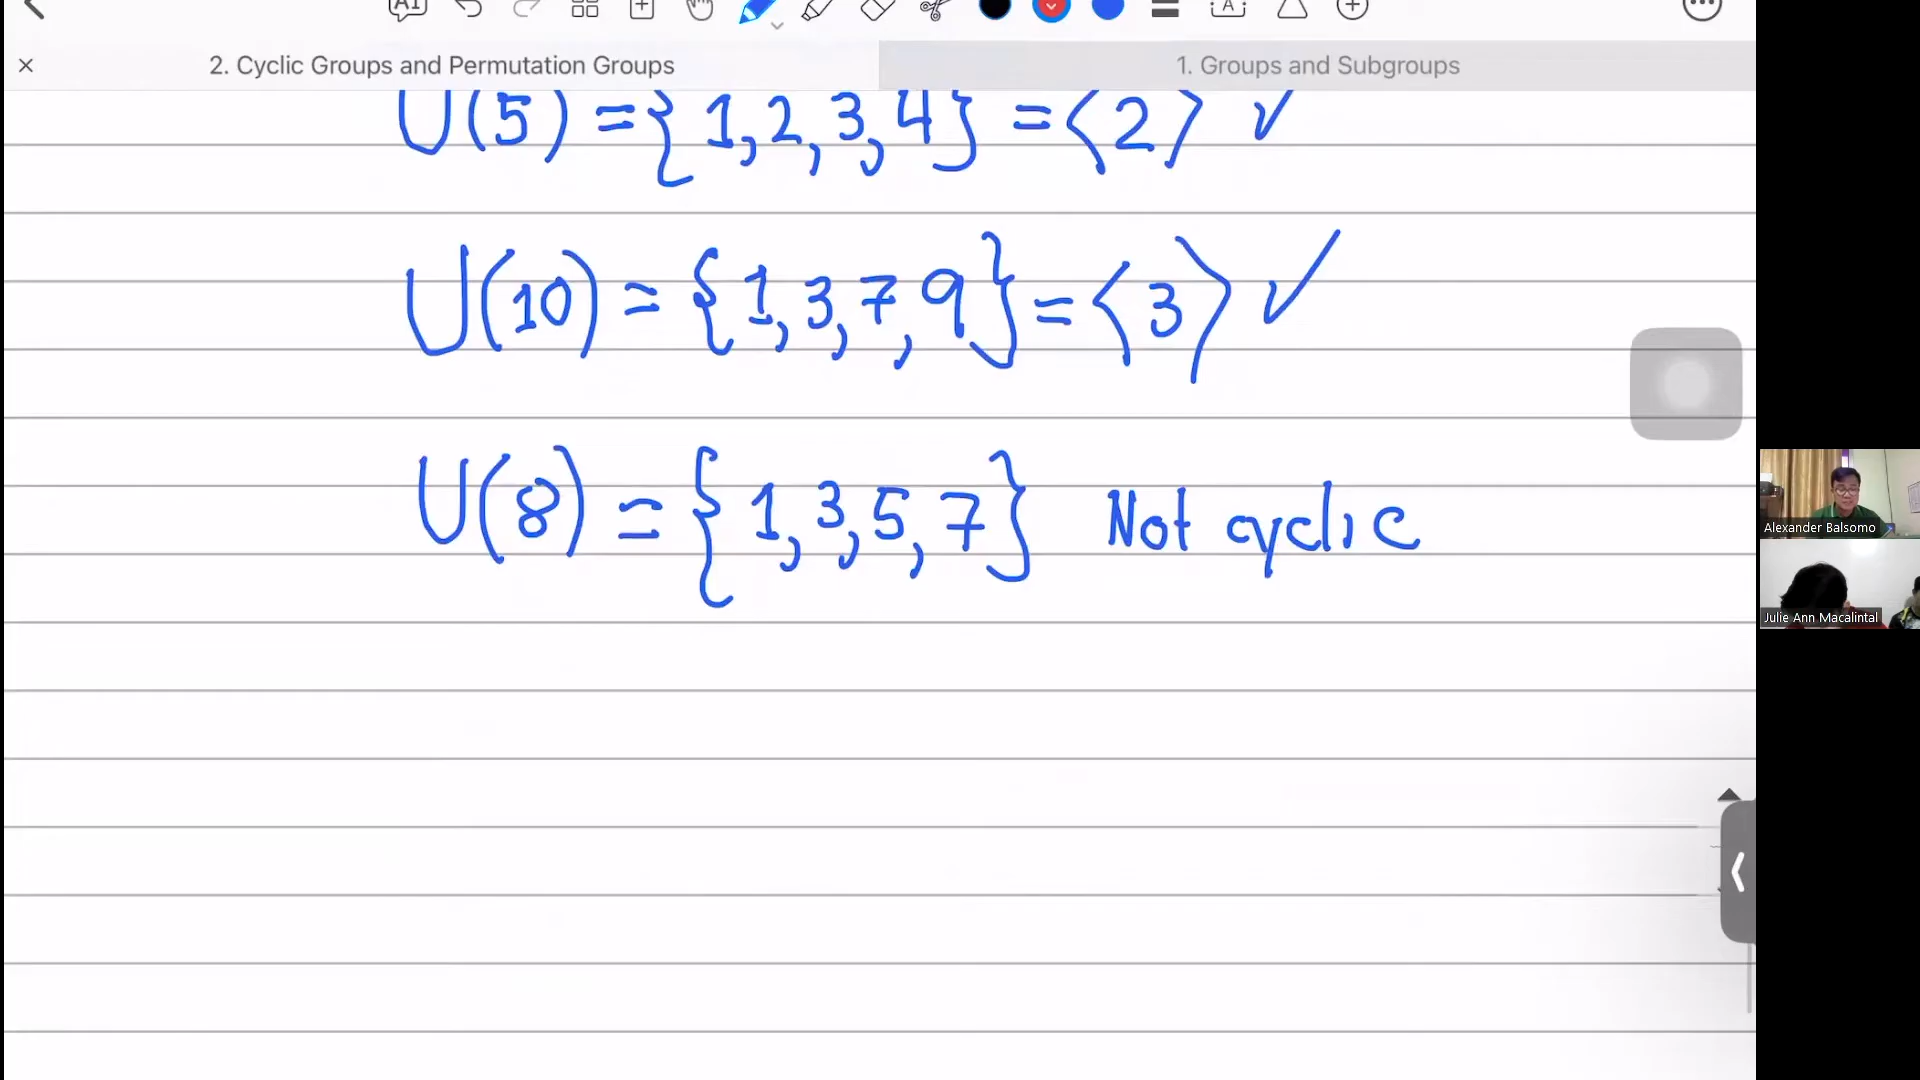 AI
A
2. Cyclic Groups and Permutation Groups
1. Groups and Subgroups
U(5) = {1, 2, 3, 4} = ⟨2⟩ ✓
U(10) = {1, 3, 7, 9} = ⟨3⟩ ✓
U(8) = {1, 3, 5, 7} Not cyclic
Alexander Balsomo
Julie Ann Macalintal